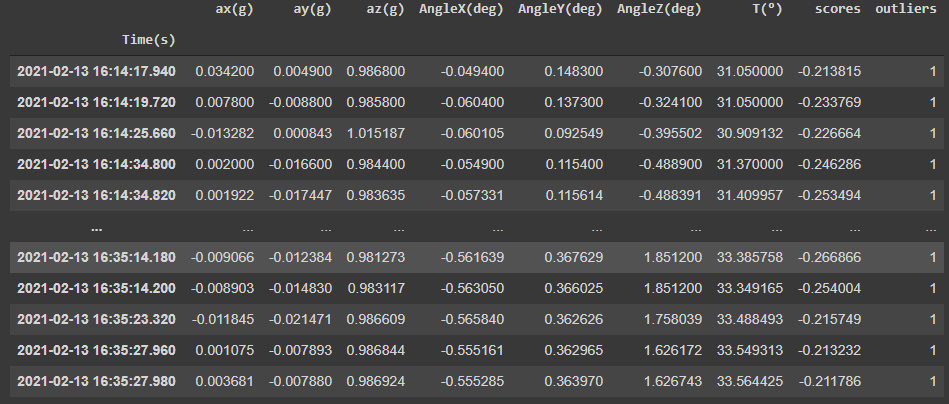 ax(g) ay(g) az(g) AngleX(deg) AngleY(deg) AngleZ(deg) T(°) scores outliers
Time(s)
2021-02-13 16:14:17.940 0.034200 0.004900 0.986800 -0.049400 0.148300 -0.307600 31.050000 -0.213815 1
2021-02-13 16:14:19.720 0.007800 -0.008800 0.985800 -0.060400 0.137300 -0.324100 31.050000 -0.233769 1
2021-02-13 16:14:25.660 -0.013282 0.000843 1.015187 -0.060105 0.092549 -0.395502 30.909132 -0.226664 1
2021-02-13 16:14:34.800 0.002000 -0.016600 0.984400 -0.054900 0.115400 -0.488900 31.370000 -0.246286 1
2021-02-13 16:14:34.820 0.001922 -0.017447 0.983635 -0.057331 0.115614 -0.488391 31.409957 -0.253494 1
... ... ... ... ... ... ... ... ... ...
2021-02-13 16:35:14.180 -0.009066 -0.012384 0.981273 -0.561639 0.367629 1.851200 33.385758 -0.266866 1
2021-02-13 16:35:14.200 -0.008903 -0.014830 0.983117 -0.563050 0.366025 1.851200 33.349165 -0.254004 1
2021-02-13 16:35:23.320 -0.011845 -0.021471 0.986609 -0.565840 0.362626 1.758039 33.488493 -0.215749 1
2021-02-13 16:35:27.960 0.001075 -0.007893 0.986844 -0.555161 0.362965 1.626172 33.549313 -0.213232 1
2021-02-13 16:35:27.980 0.003681 -0.007880 0.986924 -0.555285 0.363970 1.626743 33.564425 -0.211786 1